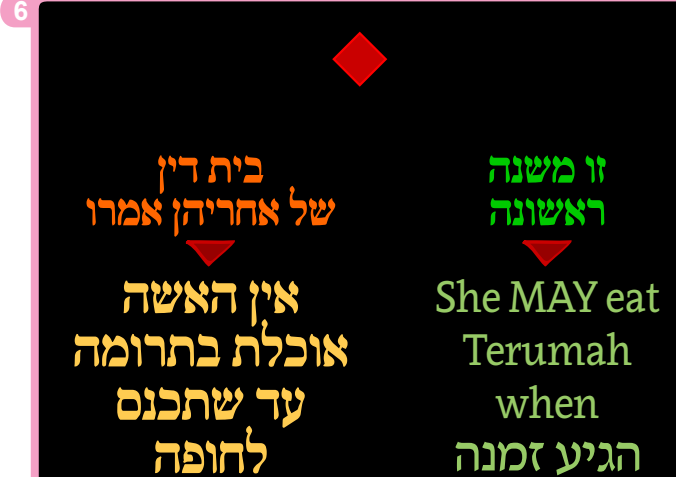 6
זו משנה
ראשונה
She MAY eat
Terumah
when
הגיע זמנה
בית דין
של אחריהן אמרו
אין האשה
אוכלת בתרומה
עד שתכנס
לחופה